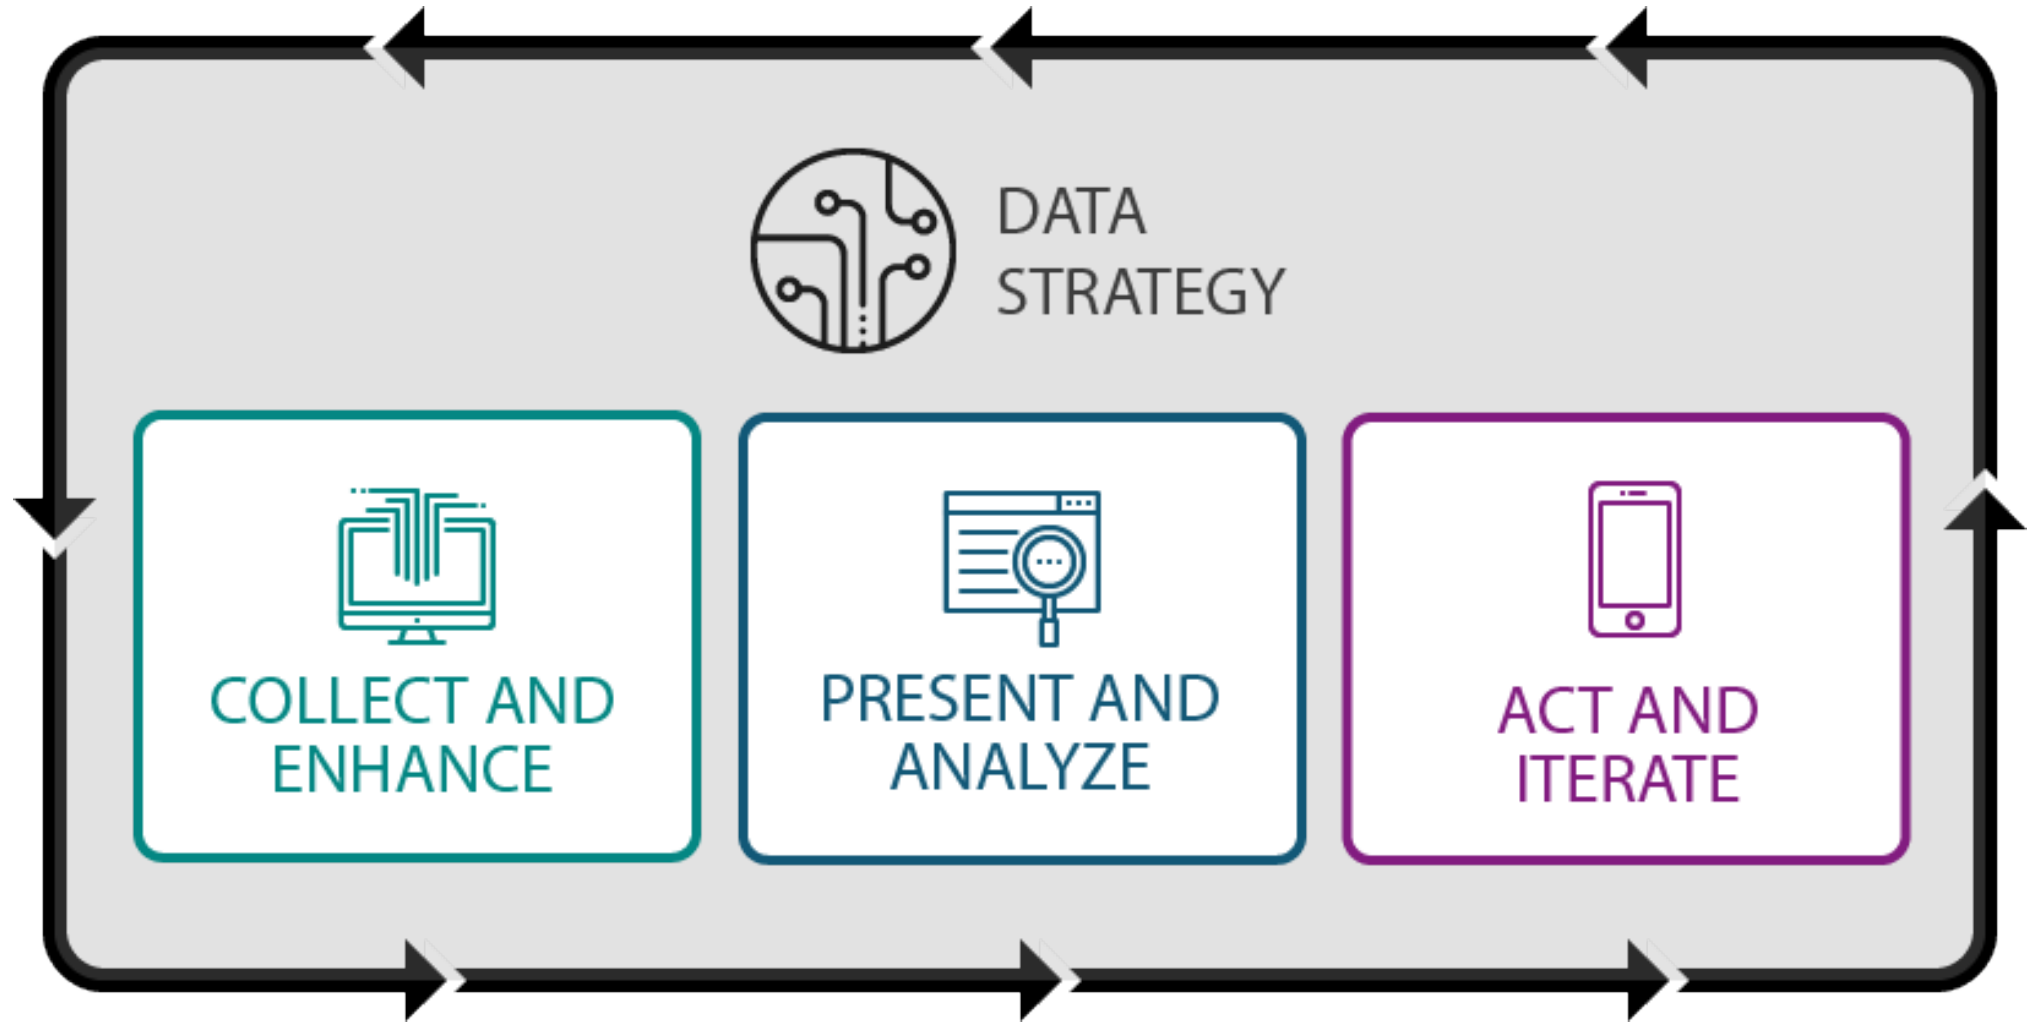 DATA
STRATEGY
COLLECT AND
ENHANCE
PRESENT AND
ANALYZE
ACT AND
ITERATE